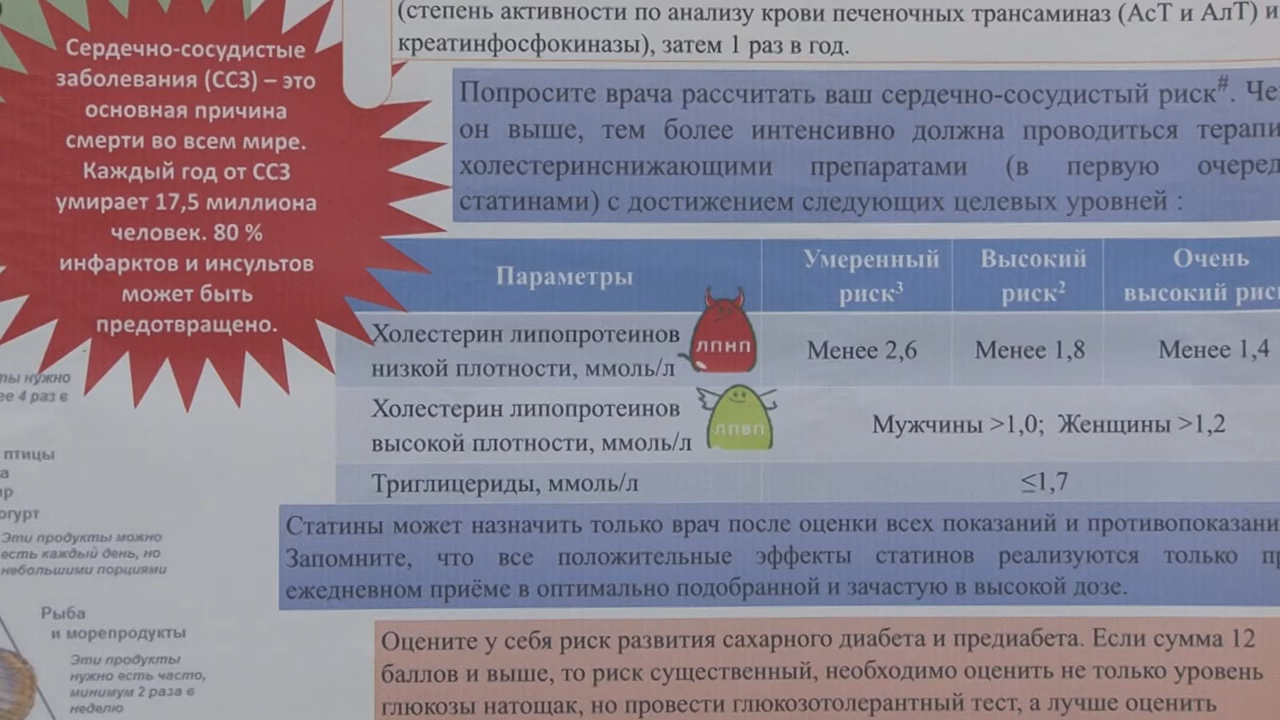 (степень активности по анализу крови печеночных трансаминаз (АсТ и АлТ) и
креатинфосфокиназы), затем 1 раз в год.
Сердечно-сосудистые
заболевания (ССЗ) – это
основная причина
смерти во всем мире.
Каждый год от ССЗ
умирает 17,5 миллиона
человек. 80 %
инфарктов и инсультов
может быть
предотвращено.
Попросите врача рассчитать ваш сердечно-сосудистый риск#. Че
он выше, тем более интенсивно должна проводиться терапи
холестеринснижающими препаратами (в первую очеред
статинами) с достижением следующих целевых уровней :
Параметры
Умеренный
риск³
Высокий
риск²
Очень
высокий риск
Холестерин липопротеинов
низкой плотности, ммоль/л
ЛПНП
Менее 2,6
Менее 1,8
Менее 1,4
Холестерин липопротеинов
высокой плотности, ммоль/л
ЛПВП
Мужчины >1,0; Женщины >1,2
Триглицериды, ммоль/л
≤1,7
Статины может назначить только врач после оценки всех показаний и противопоказани
Запомните, что все положительные эффекты статинов реализуются только пр
ежедневном приёме в оптимально подобранной и зачастую в высокой дозе.
Оцените у себя риск развития сахарного диабета и предиабета. Если сумма 12
баллов и выше, то риск существенный, необходимо оценить не только уровень
глюкозы натощак, но провести глюкозотолерантный тест, а лучше оценить
ты нужно
ее 4 раз в
птицы
а
ар
огурт
Эти продукты можно
есть каждый день, но
небольшими порциями
Рыба
и морепродукты
Эти продукты
нужно есть часто,
минимум 2 раза в
неделю